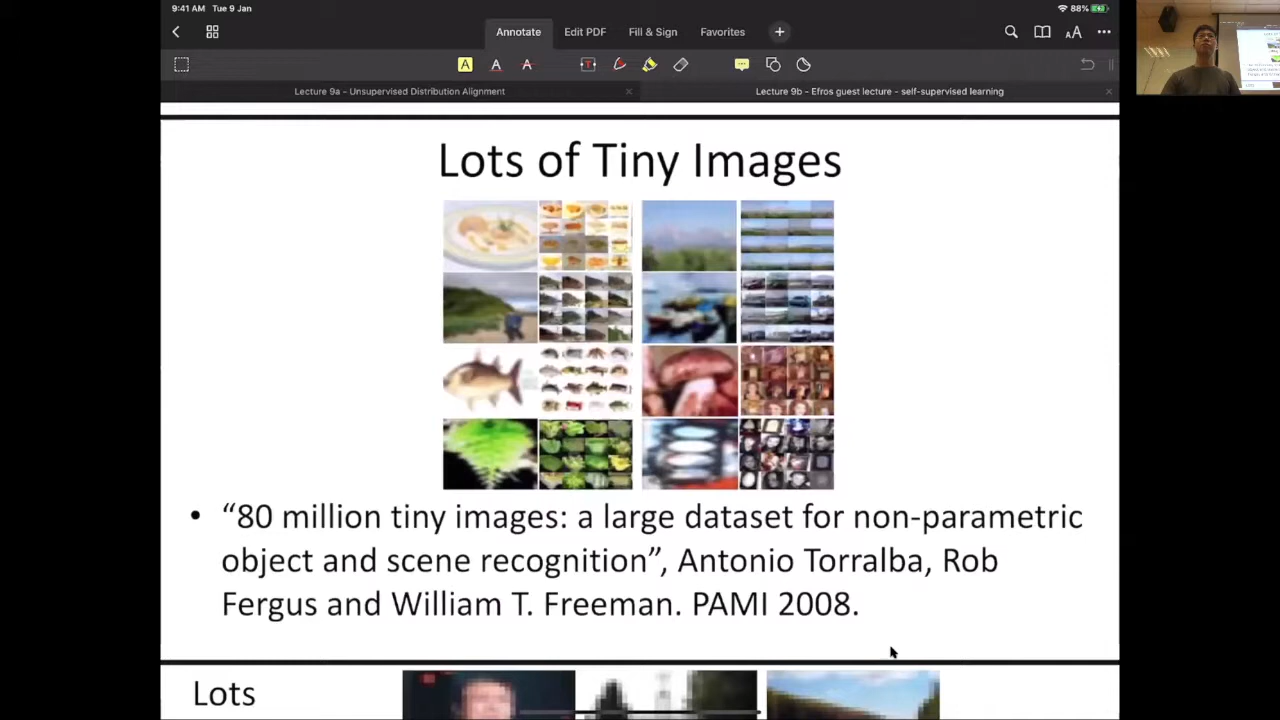 9:41 AM Tue 9 Jan
88%
Annotate Edit PDF Fill & Sign Favorites
Lecture 9a - Unsupervised Distribution Alignment
Lecture 9b - Efros guest lecture - self-supervised learning
Lots of Tiny Images
• “80 million tiny images: a large dataset for non-parametric
object and scene recognition”, Antonio Torralba, Rob
Fergus and William T. Freeman. PAMI 2008.
Lots